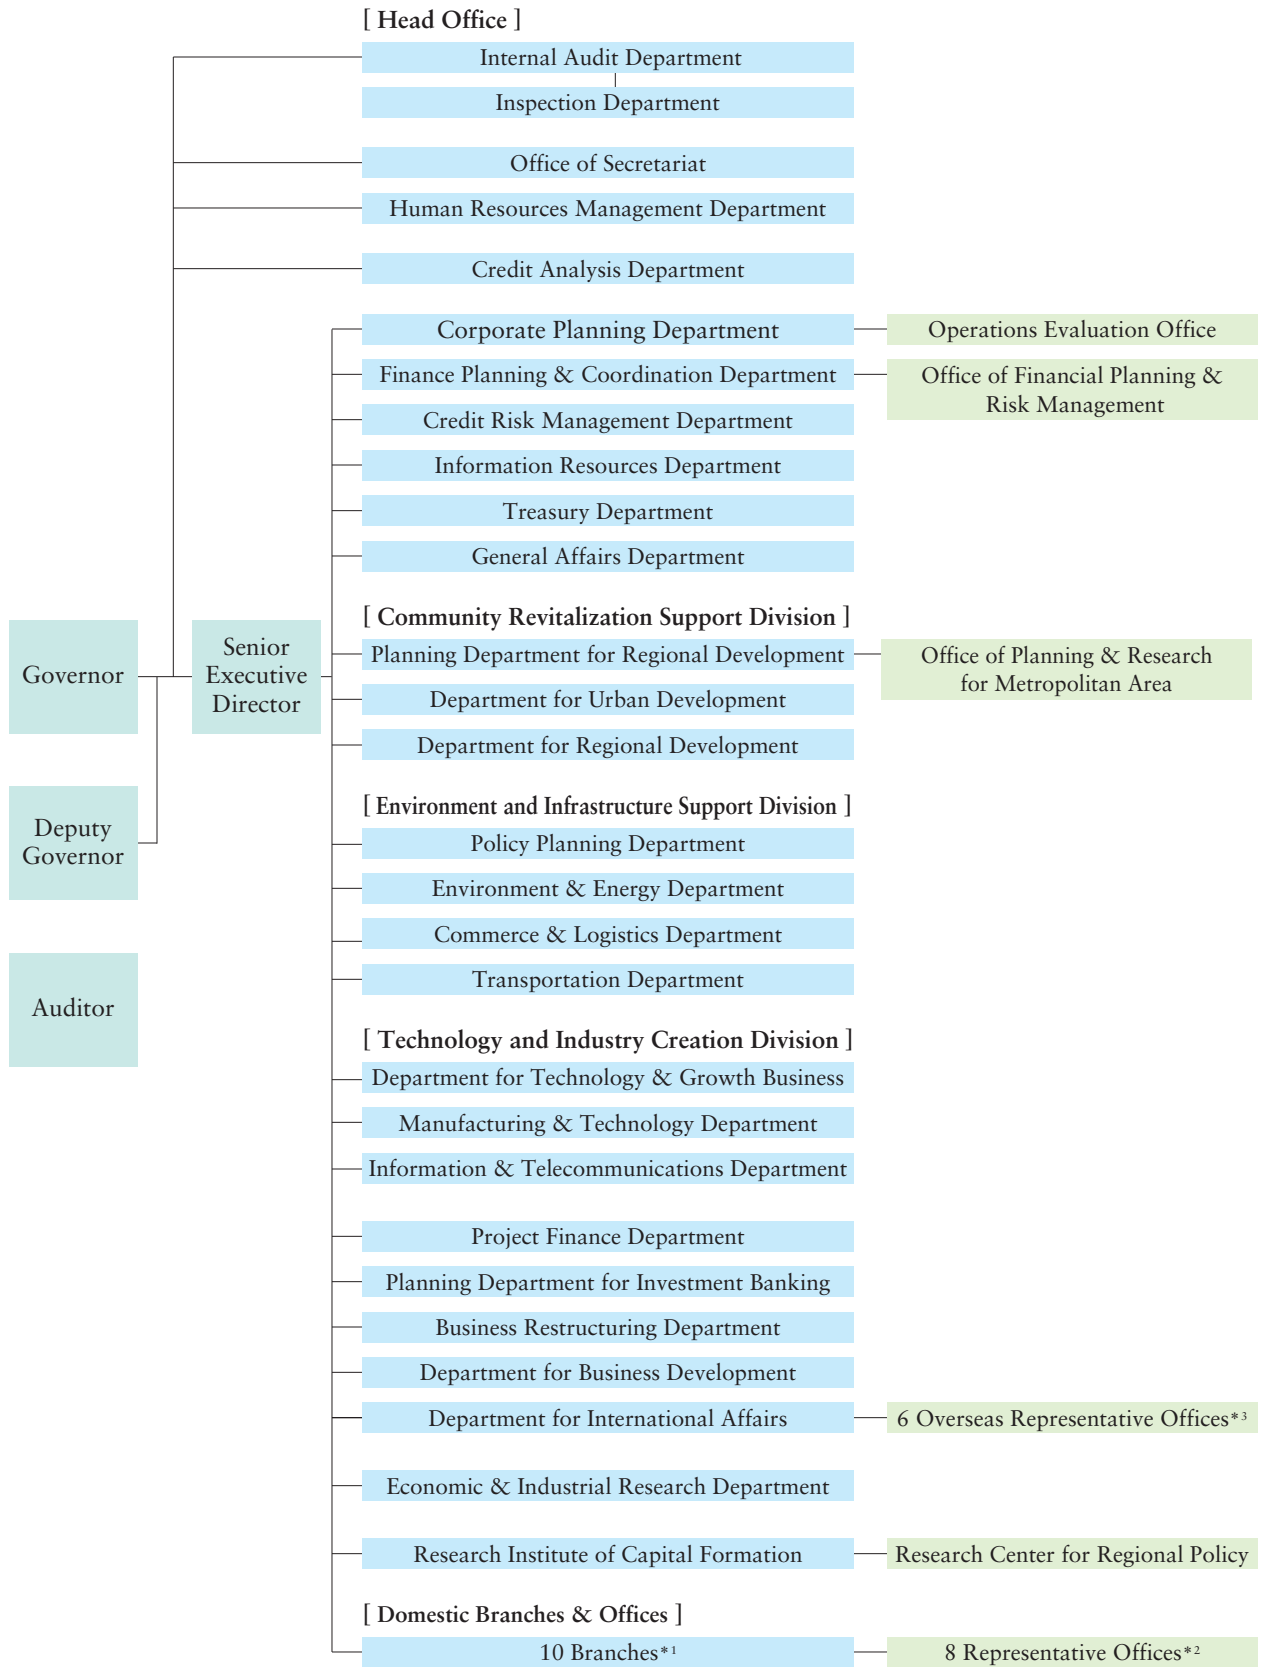 [ Head Office ]
Internal Audit Department
Inspection Department
Office of Secretariat
Human Resources Management Department
Credit Analysis Department
Corporate Planning Department
Operations Evaluation Office
Finance Planning & Coordination Department
Office of Financial Planning &
Risk Management
Credit Risk Management Department
Information Resources Department
Treasury Department
General Affairs Department
Governor
Senior
Executive
Director
Deputy
Governor
Auditor
[ Community Revitalization Support Division ]
Planning Department for Regional Development
Office of Planning & Research
for Metropolitan Area
Department for Urban Development
Department for Regional Development
[ Environment and Infrastructure Support Division ]
Policy Planning Department
Environment & Energy Department
Commerce & Logistics Department
Transportation Department
[ Technology and Industry Creation Division ]
Department for Technology & Growth Business
Manufacturing & Technology Department
Information & Telecommunications Department
Project Finance Department
Planning Department for Investment Banking
Business Restructuring Department
Department for Business Development
Department for International Affairs
6 Overseas Representative Offices*3
Economic & Industrial Research Department
Research Institute of Capital Formation
Research Center for Regional Policy
[ Domestic Branches & Offices ]
10 Branches*1
8 Representative Offices*2